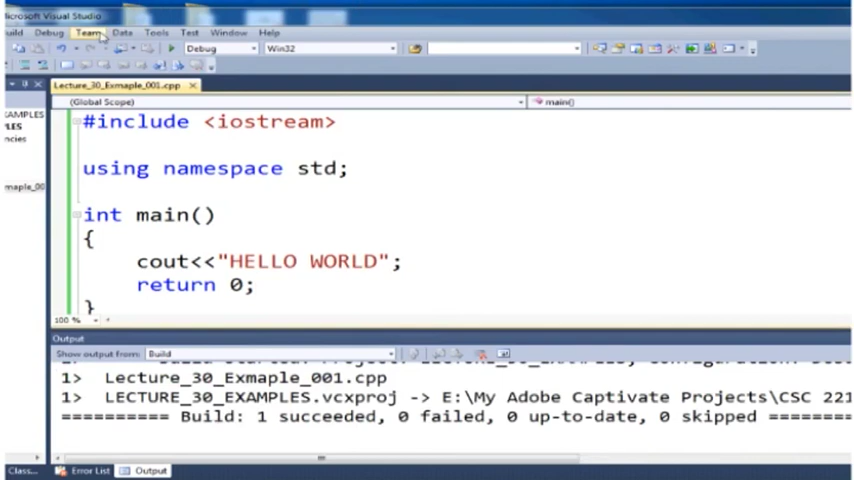 Microsoft Visual Studio
Build Debug Team Data Tools Test Window Help
Debug Win32
Lecture_30_Exmaple_001.cpp
(Global Scope) main()
#include <iostream>
using namespace std;
int main()
{
cout<<"HELLO WORLD";
return 0;
}
100 %
Output
Show output from: Build
1> Lecture_30_Exmaple_001.cpp
1> LECTURE_30_EXAMPLES.vcxproj -> E:\My Adobe Captivate Projects\CSC 221
========== Build: 1 succeeded, 0 failed, 0 up-to-date, 0 skipped =======
Class... Error List Output